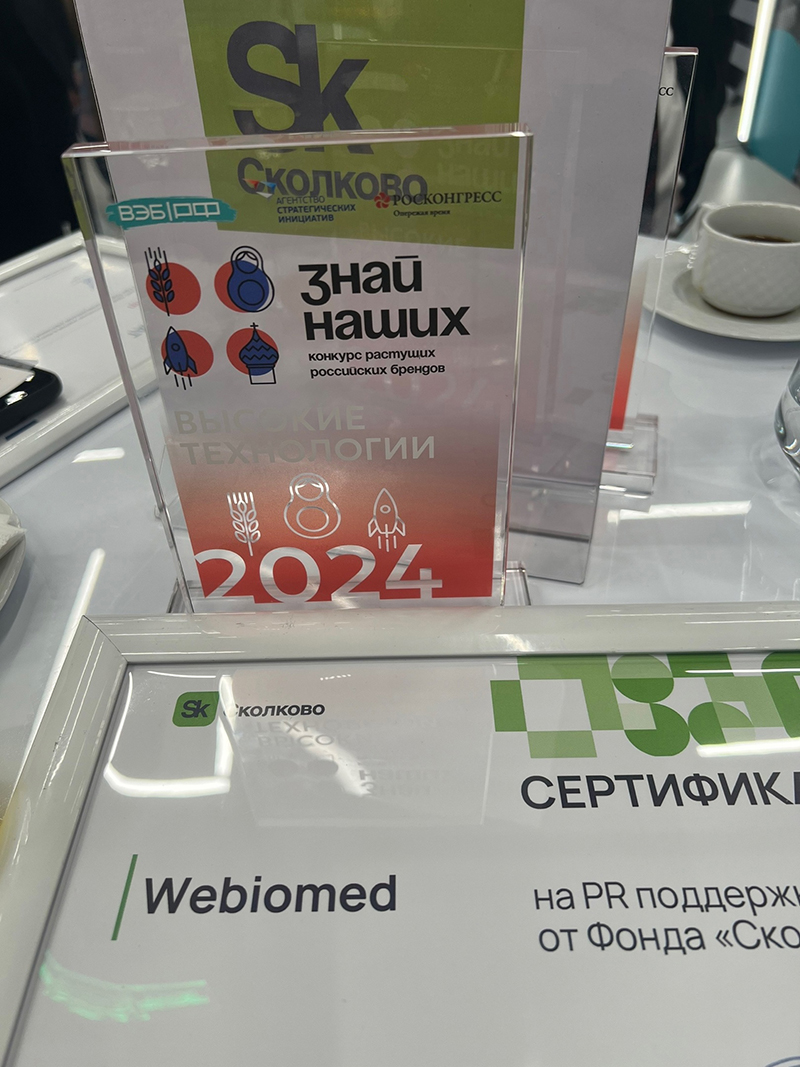 Sk
Сколково
ВЭБ|РФ
АГЕНТСТВО
СТРАТЕГИЧЕСКИХ
ИНИЦИАТИВ
РОСКОНГРЕСС
Опережая время
знай
наших
конкурс растущих
российских брендов
ВЫСОКИЕ
ТЕХНОЛОГИИ
2024
Sk Сколково
СЕРТИФИКА
Webiomed
на PR поддержк
от Фонда «Ско